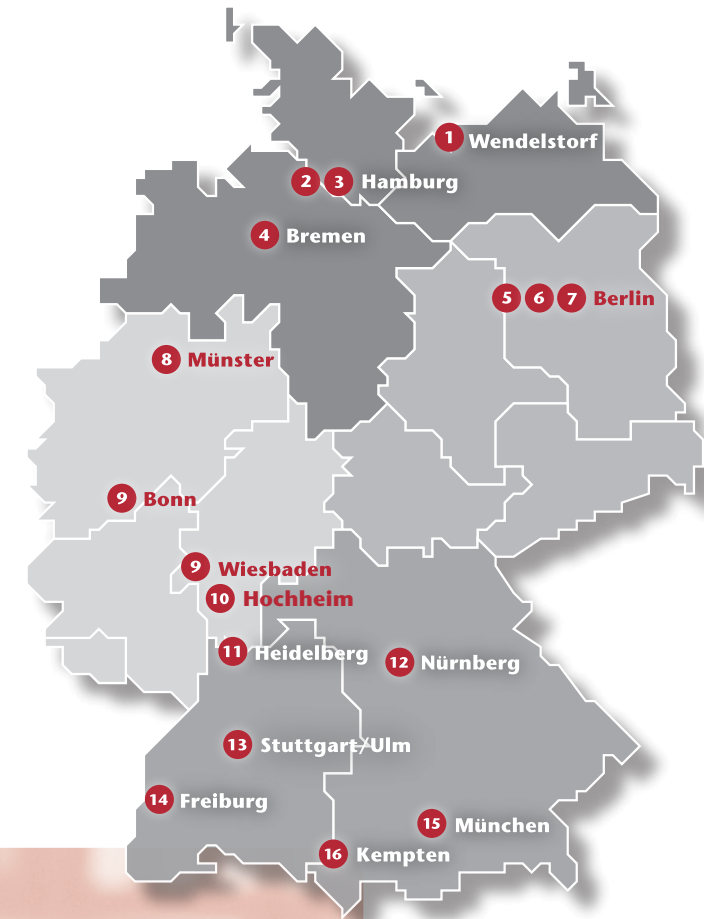 1 Wendelstorf
2 3 Hamburg
4 Bremen
5 6 7 Berlin
8 Münster
9 Bonn
9 Wiesbaden
10 Hochheim
11 Heidelberg
12 Nürnberg
13 Stuttgart/Ulm
14 Freiburg
15 München
16 Kempten